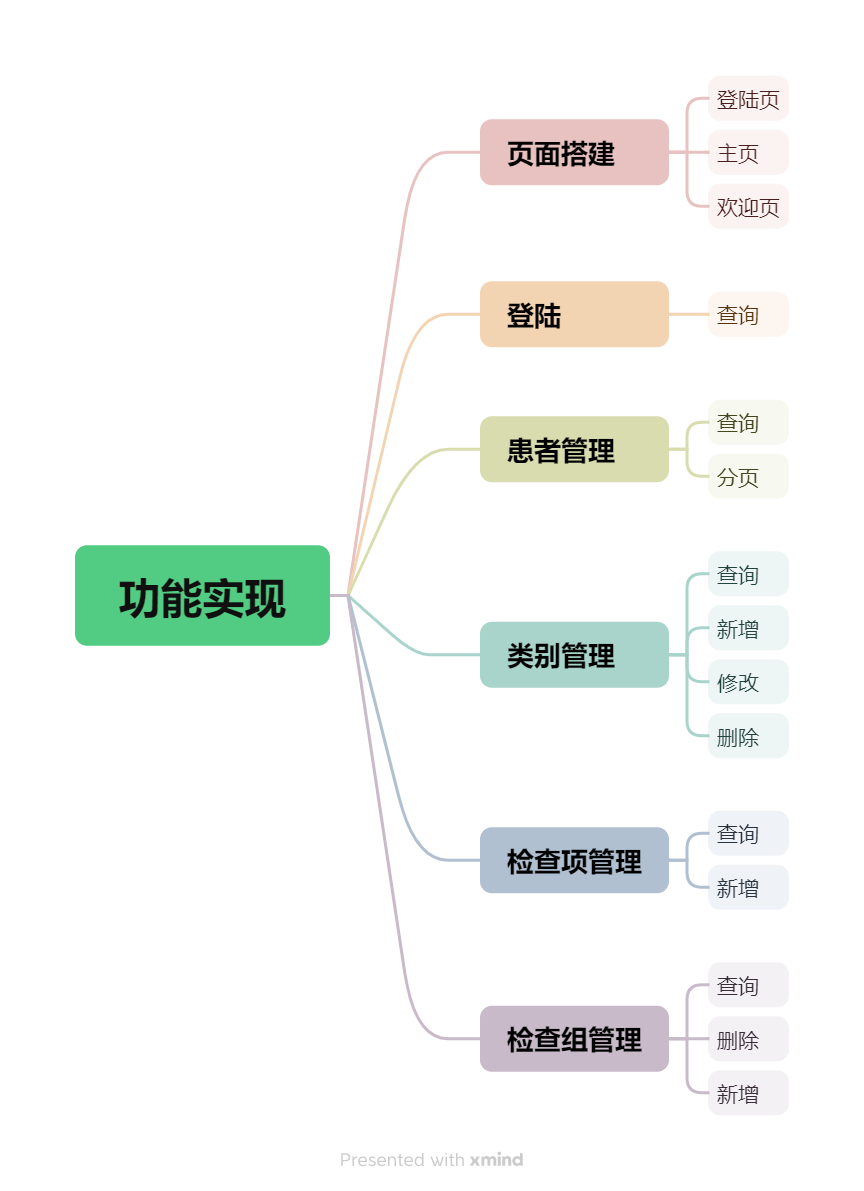 页面搭建
登陆页
主页
欢迎页
登陆
查询
患者管理
查询
分页
功能实现
类别管理
查询
新增
修改
删除
检查项管理
查询
新增
检查组管理
查询
删除
新增
Presented with xmind